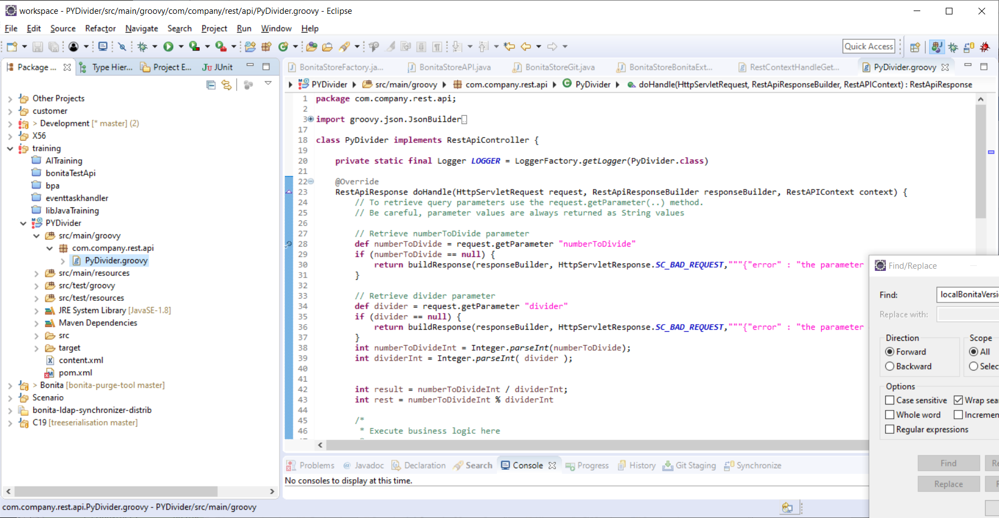 workspace - PYDivider/src/main/groovy/com/company/rest/api/PyDivider.groovy - Eclipse
File Edit Source Refactor Navigate Search Project Run Window Help
Quick Access
Package ... Type Hier... Project E... JUnit
BonitaStoreFactory.ja... BonitaStoreAPI.java BonitaStoreGit.java BonitaStoreBonitaExt... RestContextHandleGet... PyDivider.groovy
PYDivider src/main/groovy com.company.rest.api PyDivider doHandle(HttpServletRequest, RestApiResponseBuilder, RestAPIContext) : RestApiResponse
Other Projects
customer
> Development [* master] (2)
X56
training
AITraining
bonitaTestApi
bpa
eventtaskhandler
libJavaTraining
PYDivider
src/main/groovy
com.company.rest.api
PyDivider.groovy
src/main/resources
src/test/groovy
src/test/resources
JRE System Library [JavaSE-1.8]
Maven Dependencies
src
target
content.xml
pom.xml
> Bonita [bonita-purge-tool master]
Scenario
bonita-ldap-synchronizer-distrib
C19 [treeserialisation master]
1 package com.company.rest.api;
2
3 import groovy.json.JsonBuilder
17
18 class PyDivider implements RestApiController {
19
20 private static final Logger LOGGER = LoggerFactory.getLogger(PyDivider.class)
21
22 @Override
23 RestApiResponse doHandle(HttpServletRequest request, RestApiResponseBuilder responseBuilder, RestAPIContext context) {
24 // To retrieve query parameters use the request.getParameter(..) method.
25 // Be careful, parameter values are always returned as String values
26
27 // Retrieve numberToDivide parameter
28 def numberToDivide = request.getParameter "numberToDivide"
29 if (numberToDivide == null) {
30 return buildResponse(responseBuilder, HttpServletResponse.SC_BAD_REQUEST,"""{"error" : "the parameter
31 }
32
33 // Retrieve divider parameter
34 def divider = request.getParameter "divider"
35 if (divider == null) {
36 return buildResponse(responseBuilder, HttpServletResponse.SC_BAD_REQUEST,"""{"error" : "the parameter
37 }
38 int numberToDivideInt = Integer.parseInt(numberToDivide);
39 int dividerInt = Integer.parseInt( divider );
40
41
42 int result = numberToDivideInt / dividerInt;
43 int rest = numberToDivideInt % dividerInt
44
45 /*
46 * Execute business logic here
Find/Replace
Find: localBonitaVersi
Replace with:
Direction Scope
Forward All
Backward Selec
Options
Case sensitive Wrap sea
Whole word Incremen
Regular expressions
Find Re
Replace
Problems Javadoc Declaration Search Console Progress History Git Staging Synchronize
No consoles to display at this time.
com.company.rest.api.PyDivider.groovy - PYDivider/src/main/groovy